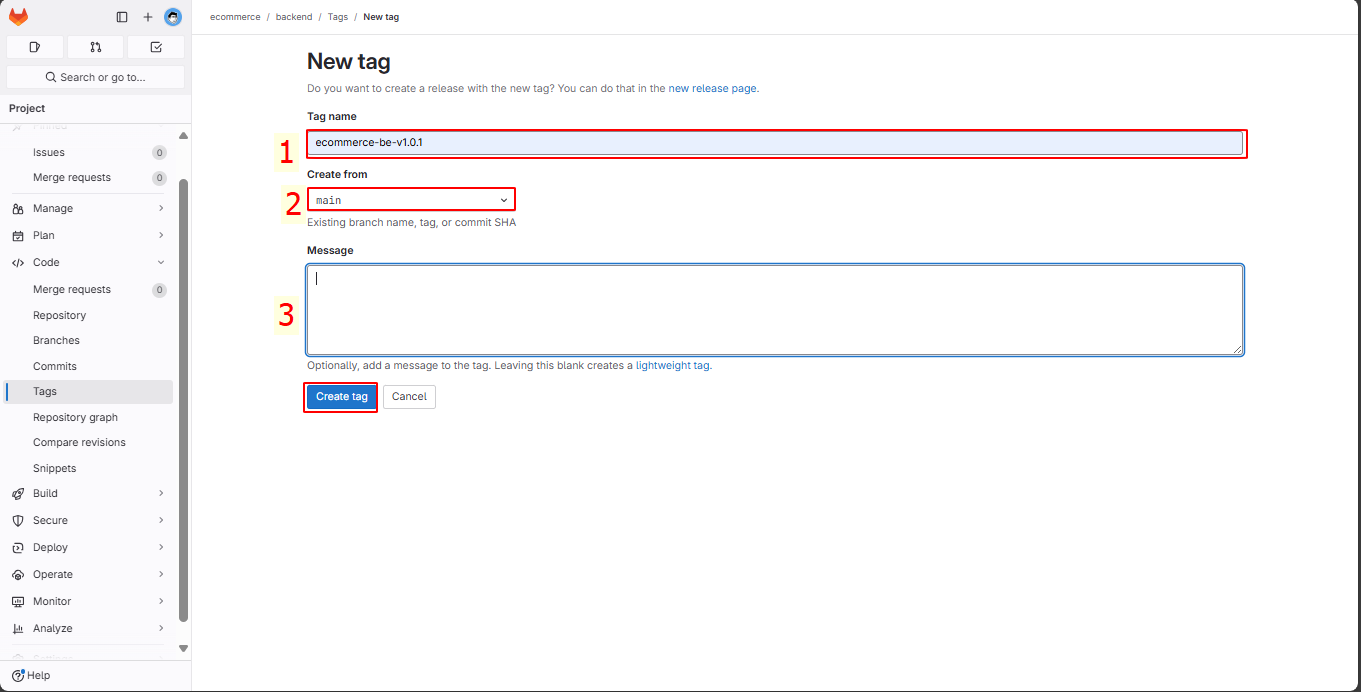 ecommerce / backend / Tags / New tag
Search or go to...
Project
Pinned
Issues 0
Merge requests 0
Manage
Plan
Code
Merge requests 0
Repository
Branches
Commits
Tags
Repository graph
Compare revisions
Snippets
Build
Secure
Deploy
Operate
Monitor
Analyze
Settings
Help
New tag
Do you want to create a release with the new tag? You can do that in the new release page.
Tag name
1
ecommerce-be-v1.0.1
Create from
2
main
Existing branch name, tag, or commit SHA
Message
3
Optionally, add a message to the tag. Leaving this blank creates a lightweight tag.
Create tag Cancel